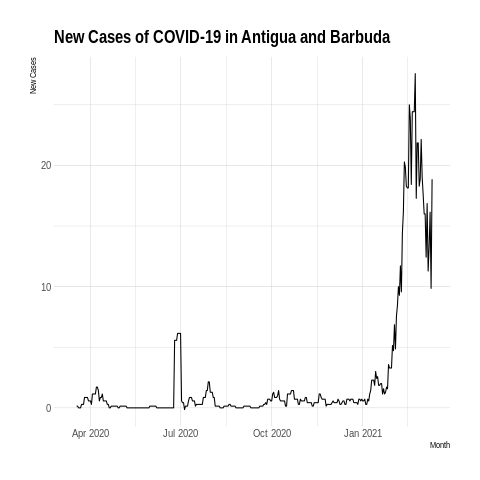 New Cases of COVID-19 in Antigua and Barbuda
New Cases
20
10
0
Apr 2020 Jul 2020 Oct 2020 Jan 2021
Month